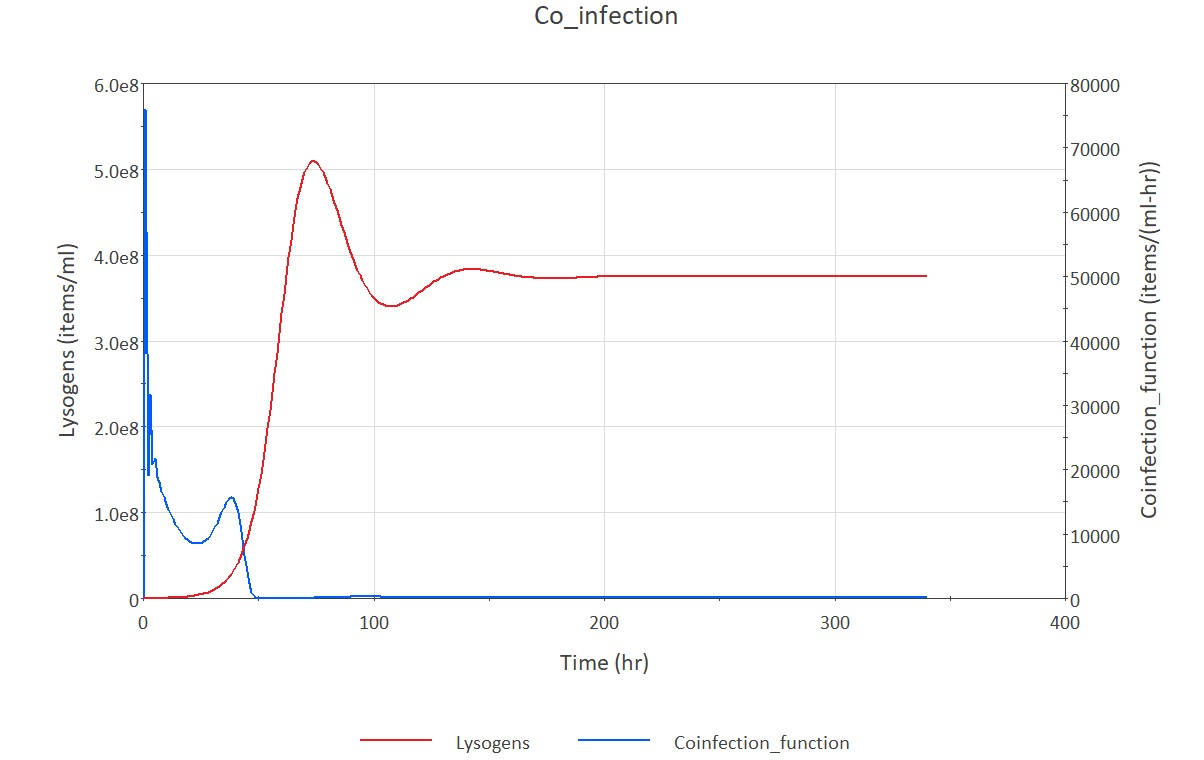 Co_infection
6.0e8
5.0e8
4.0e8
3.0e8
2.0e8
1.0e8
0
Lysogens (items/ml)
80000
70000
60000
50000
40000
30000
20000
10000
0
Coinfection_function (items/(ml-hr))
0 100 200 300 400
Time (hr)
Lysogens Coinfection_function